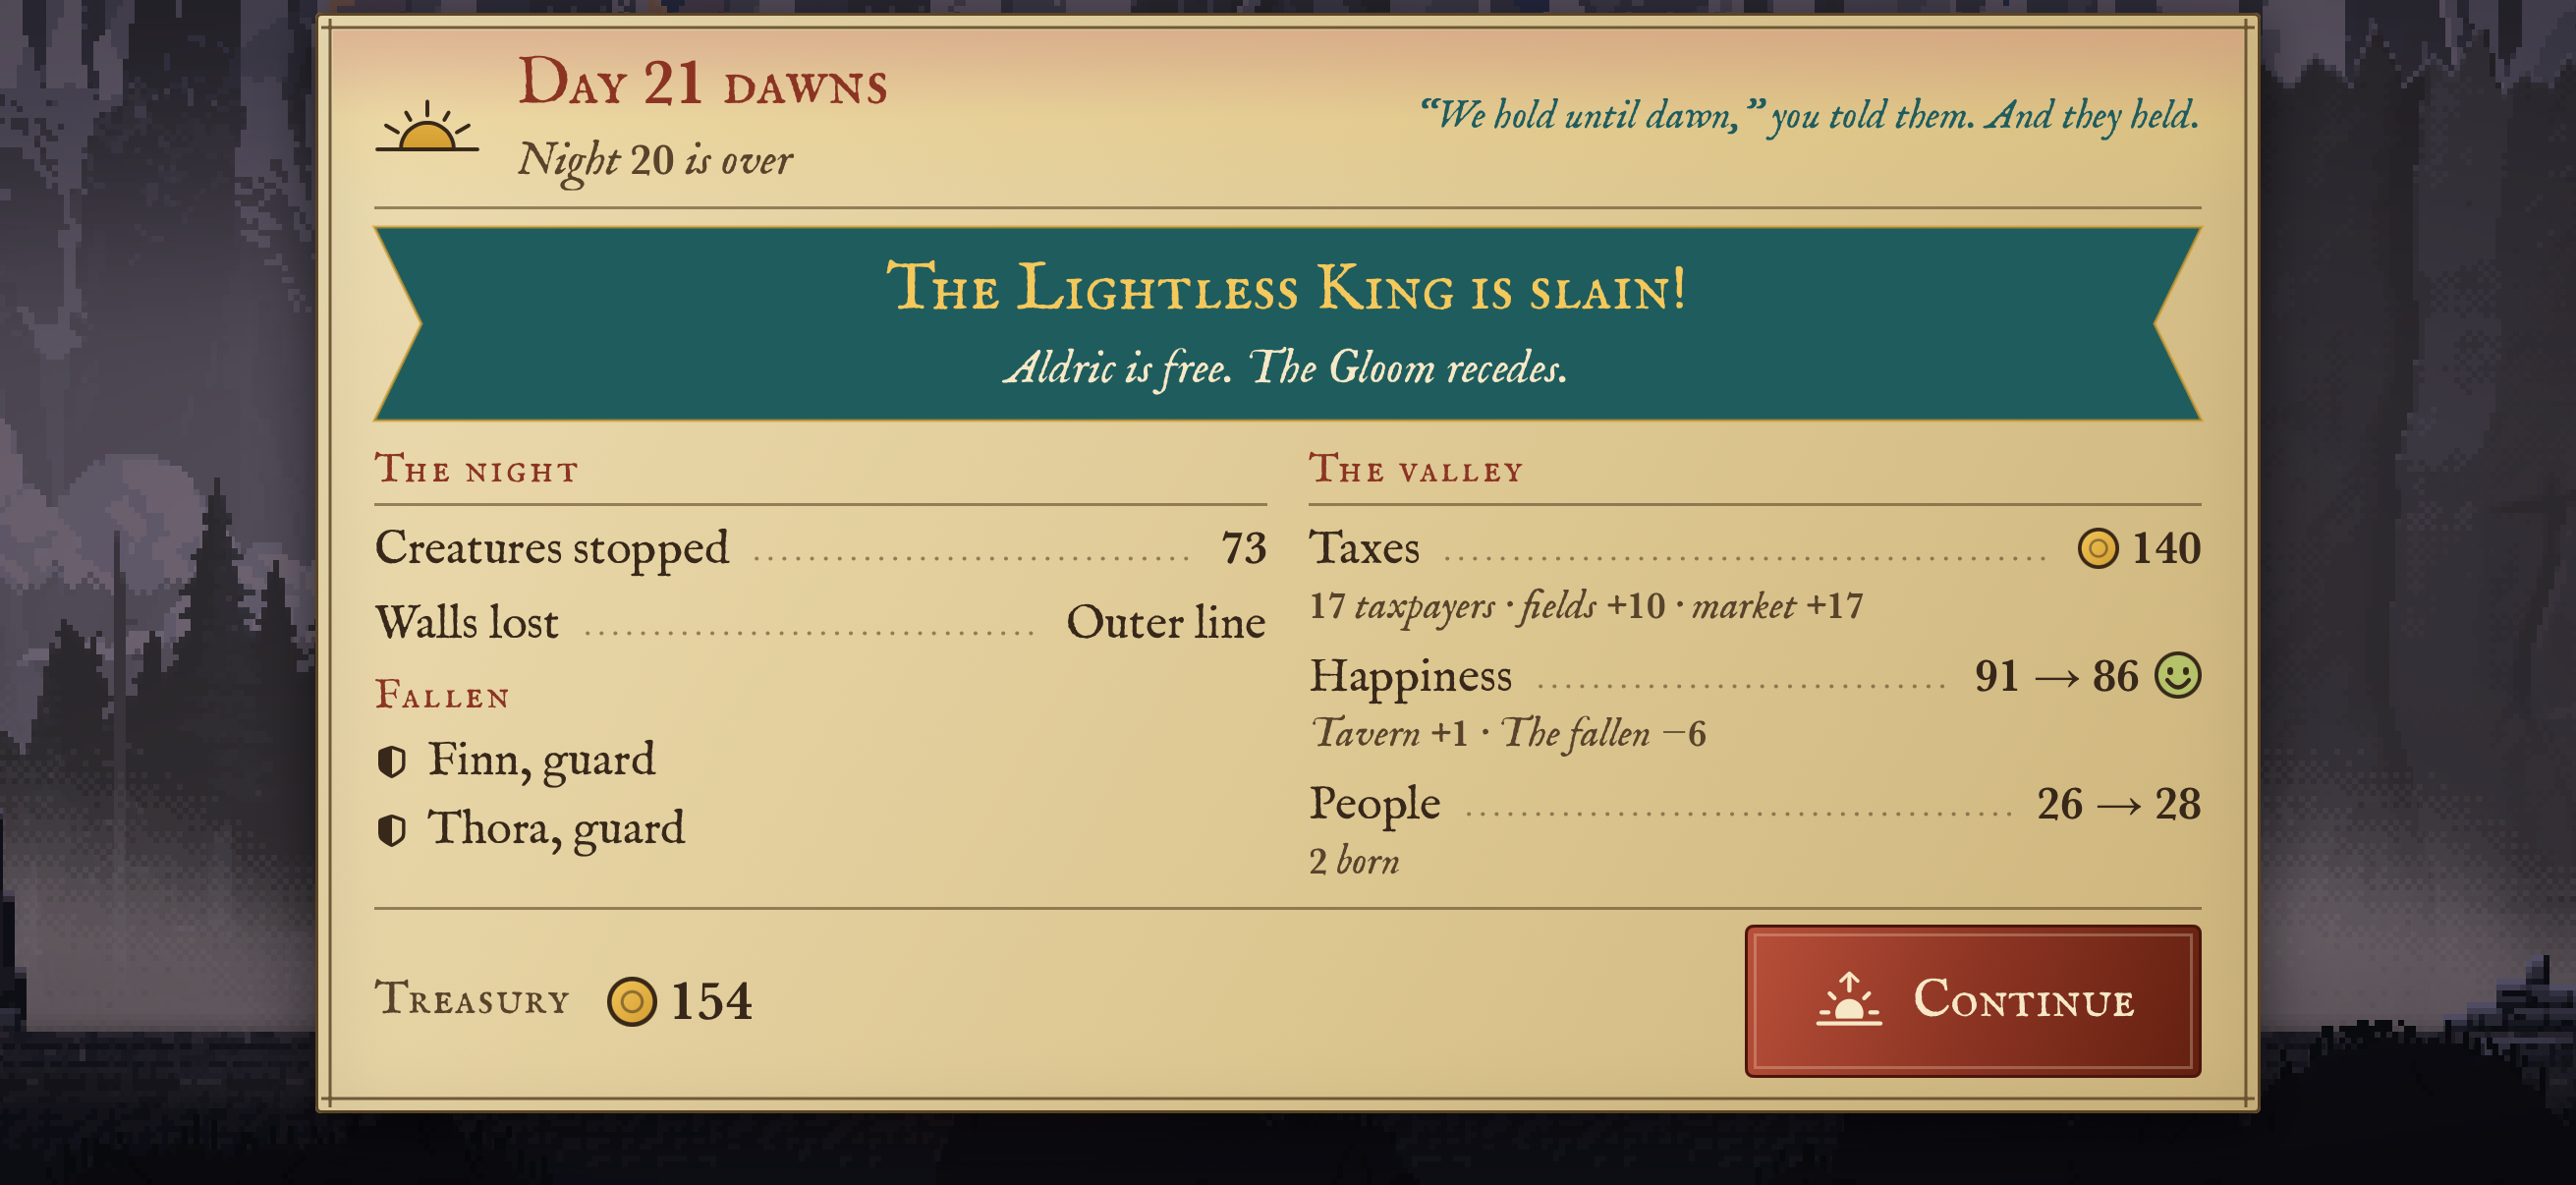 Day 21 dawns
Night 20 is over
“We hold until dawn,” you told them. And they held.
The Lightless King is slain!
Aldric is free. The Gloom recedes.
The night
Creatures stopped 73
Walls lost Outer line
Fallen
Finn, guard
Thora, guard
The valley
Taxes 140
17 taxpayers · fields +10 · market +17
Happiness 91 → 86
Tavern +1 · The fallen −6
People 26 → 28
2 born
Treasury 154
Continue